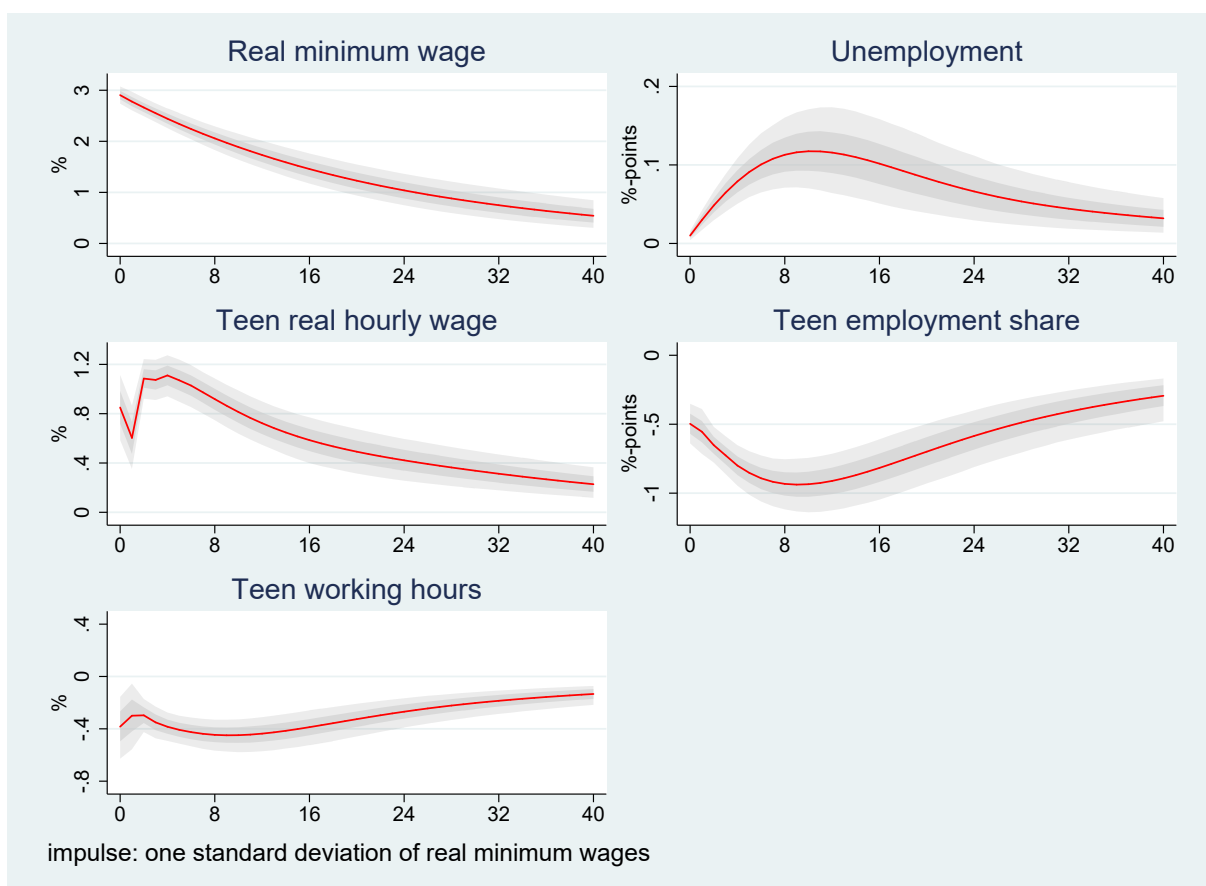 Real minimum wage
%
3
2
1
0
0 8 16 24 32 40
Unemployment
%-points
.2
.1
0
0 8 16 24 32 40
Teen real hourly wage
%
1.2
.8
.4
0
0 8 16 24 32 40
Teen employment share
%-points
0
-.5
-1
0 8 16 24 32 40
Teen working hours
%
.4
0
-.4
-.8
0 8 16 24 32 40
impulse: one standard deviation of real minimum wages